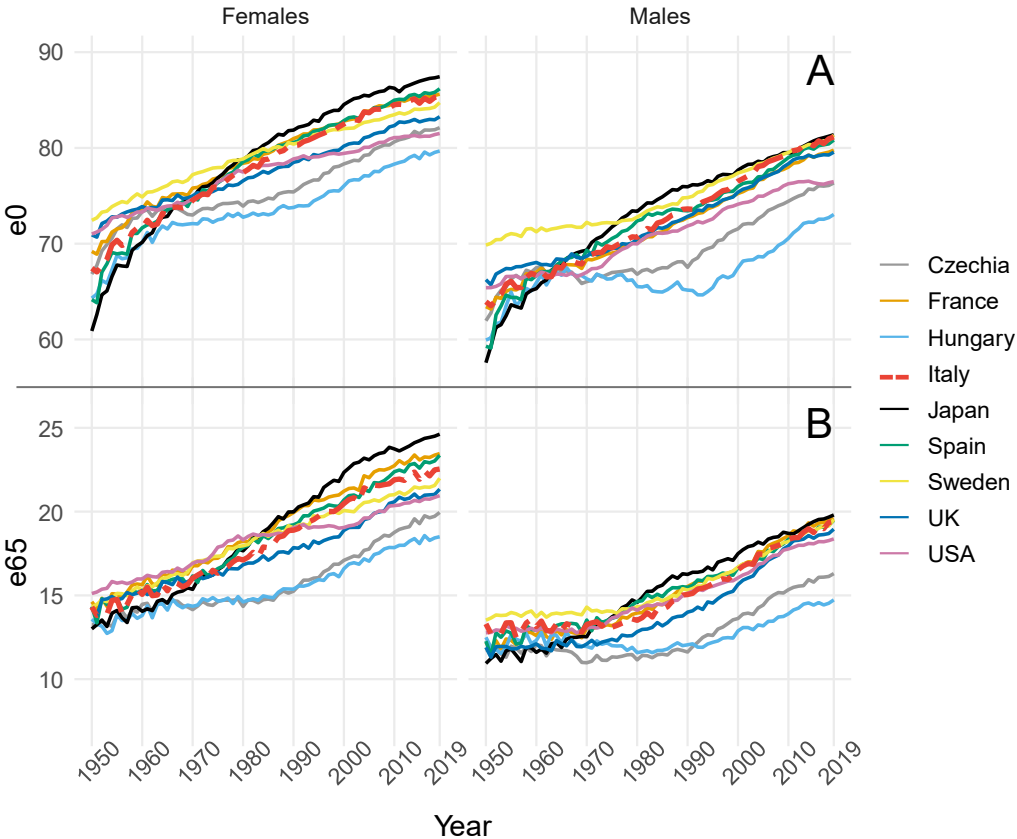 Females Males
A
90
80
70
60
e0
B
25
20
15
10
e65
1950 1960 1970 1980 1990 2000 2010 2019 1950 1960 1970 1980 1990 2000 2010 2019
Year
Czechia
France
Hungary
Italy
Japan
Spain
Sweden
UK
USA